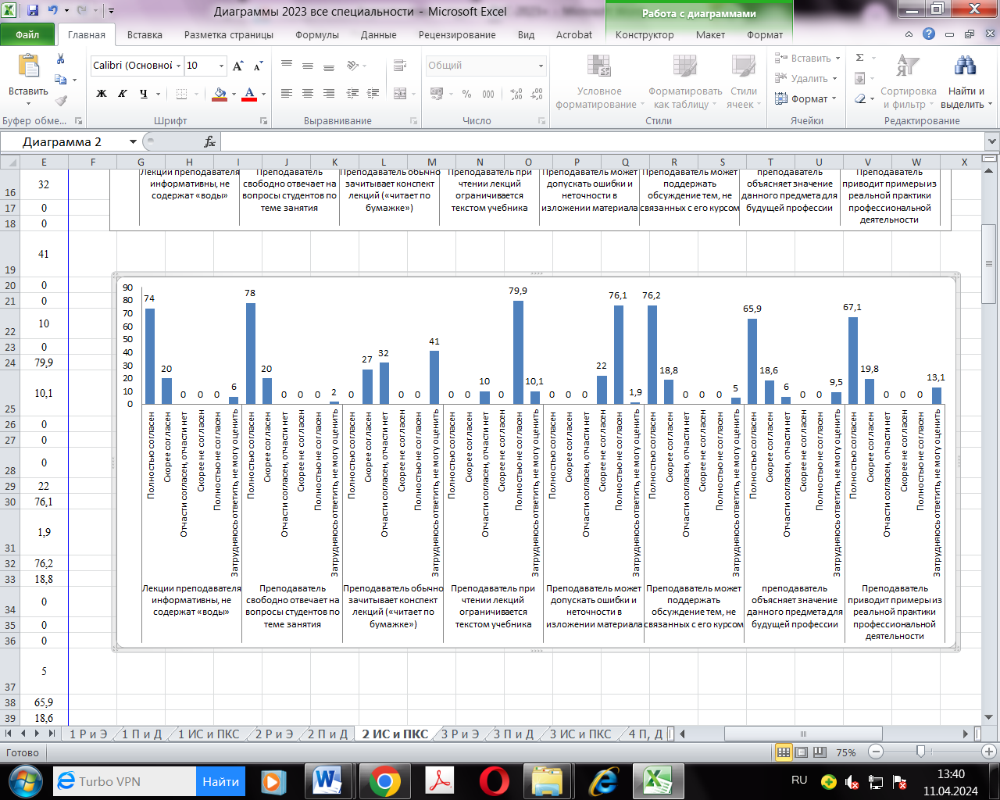 Диаграммы 2023 все специальности - Microsoft Excel
Работа с диаграммами
Файл Главная Вставка Разметка страницы Формулы Данные Рецензирование Вид Acrobat Конструктор Макет Формат
Вставить
Calibri (Основной 10
Ж К Ч А
Общий
% 000
Условное форматирование
Форматировать как таблицу
Стили ячеек
Вставить
Удалить
Формат
Сортировка и фильтр
Найти и выделить
Буфер обме... Шрифт Выравнивание Число Стили Ячейки Редактирование
Диаграмма 2 fx
E F G H I J K L M N O P Q R S T U V W X
16 32
17 0
18 0
19 41
20 0
21 0
22 10
23 0
24 79,9
25 10,1
26 0
27 0
28 0
29 22
30 76,1
31 1,9
32 76,2
33 18,8
34 0
35 0
36 0
37 5
38 65,9
39 18,6
Лекции преподавателя информативны, не содержат «воды»
Преподаватель свободно отвечает на вопросы студентов по теме занятия
Преподаватель обычно зачитывает конспект лекций («читает по бумажке»)
Преподаватель при чтении лекций ограничивается текстом учебника
Преподаватель может допускать ошибки и неточности в изложении материала
Преподаватель может поддержать обсуждение тем, не связанных с его курсом
преподаватель объясняет значение данного предмета для будущей профессии
Преподаватель приводит примеры из реальной практики профессиональной деятельности
90
80
70
60
50
40
30
20
10
0
74 20 0 0 0 6
78 20 0 0 0 2
0 27 32 0 0 41
0 0 10 0 79,9 10,1
0 0 0 22 76,1 1,9
76,2 18,8 0 0 0 5
65,9 18,6 6 0 0 9,5
67,1 19,8 0 0 0 13,1
Полностью согласен
Скорее согласен
Отчасти согласен, отчасти нет
Скорее не согласен
Полностью не согласен
Затрудняюсь ответить, не могу оценить
Полностью согласен
Скорее согласен
Отчасти согласен, отчасти нет
Скорее не согласен
Полностью не согласен
Затрудняюсь ответить, не могу оценить
Полностью согласен
Скорее согласен
Отчасти согласен, отчасти нет
Скорее не согласен
Полностью не согласен
Затрудняюсь ответить, не могу оценить
Полностью согласен
Скорее согласен
Отчасти согласен, отчасти нет
Скорее не согласен
Полностью не согласен
Затрудняюсь ответить, не могу оценить
Полностью согласен
Скорее согласен
Отчасти согласен, отчасти нет
Скорее не согласен
Полностью не согласен
Затрудняюсь ответить, не могу оценить
Полностью согласен
Скорее согласен
Отчасти согласен, отчасти нет
Скорее не согласен
Полностью не согласен
Затрудняюсь ответить, не могу оценить
Полностью согласен
Скорее согласен
Отчасти согласен, отчасти нет
Скорее не согласен
Полностью не согласен
Затрудняюсь ответить, не могу оценить
Полностью согласен
Скорее согласен
Отчасти согласен, отчасти нет
Скорее не согласен
Полностью не согласен
Затрудняюсь ответить, не могу оценить
Лекции преподавателя информативны, не содержат «воды»
Преподаватель свободно отвечает на вопросы студентов по теме занятия
Преподаватель обычно зачитывает конспект лекций («читает по бумажке»)
Преподаватель при чтении лекций ограничивается текстом учебника
Преподаватель может допускать ошибки и неточности в изложении материала
Преподаватель может поддержать обсуждение тем, не связанных с его курсом
преподаватель объясняет значение данного предмета для будущей профессии
Преподаватель приводит примеры из реальной практики профессиональной деятельности
1 Р и Э 1 П и Д 1 ИС и ПКС 2 Р и Э 2 П и Д 2 ИС и ПКС 3 Р и Э 3 П и Д 3 ИС и ПКС 4 П, Д
Готово 75%
Turbo VPN Найти
RU
13:40
11.04.2024